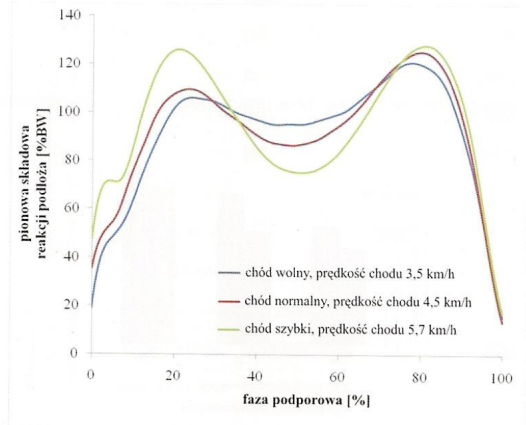 140
120
100
80
60
40
20
0
pionowa składowa
reakcji podłoża [%BW]
chód wolny, prędkość chodu 3,5 km/h
chód normalny, prędkość chodu 4,5 km/h
chód szybki, prędkość chodu 5,7 km/h
0 20 40 60 80 100
faza podporowa [%]